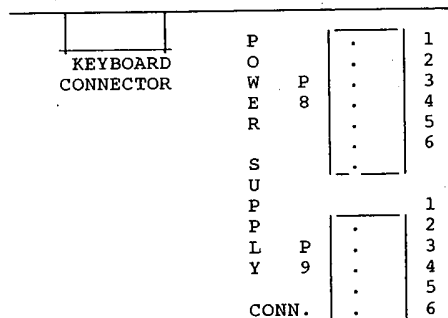 P 1
O 2
KEYBOARD W P 3
CONNECTOR E 8 4
R 5
6
S
U
P 1
P 2
L P 3
Y 9 4
5
CONN. 6